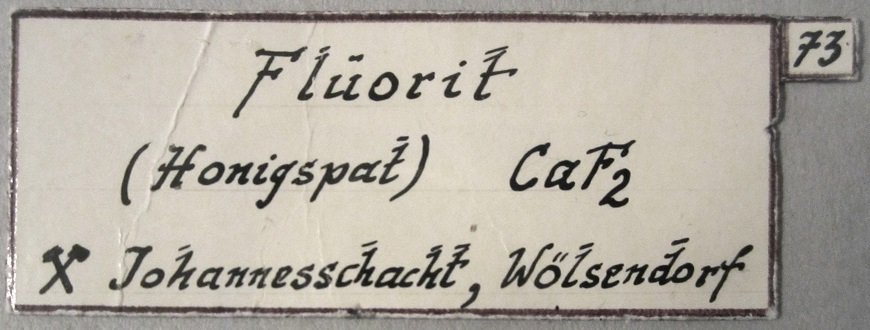 Flüorit
73
(Honigspat) CaF₂
⚒ Johannesschacht, Wölsendorf